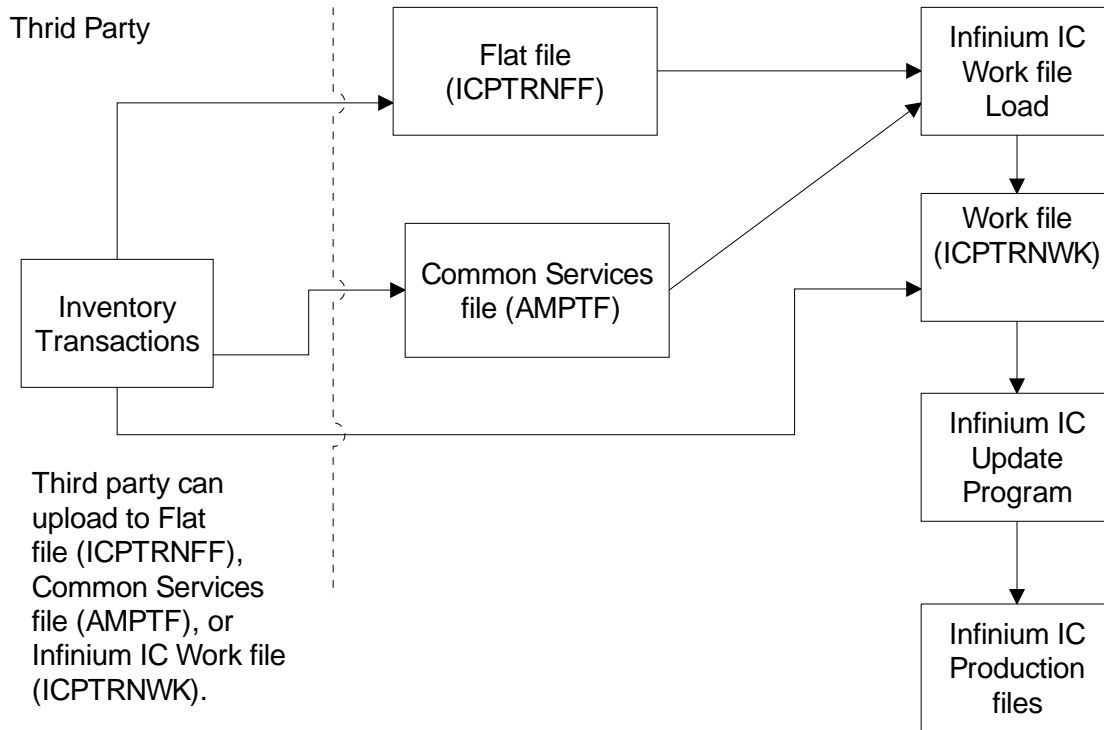 Thrid Party
Flat file
(ICPTRNFF)
Infinium IC
Work file
Load
Work file
(ICPTRNWK)
Common Services
file (AMPTF)
Inventory
Transactions
Infinium IC
Update
Program
Third party can
upload to Flat
file (ICPTRNFF),
Common Services
file (AMPTF), or
Infinium IC Work file
(ICPTRNWK).
Infinium IC
Production
files